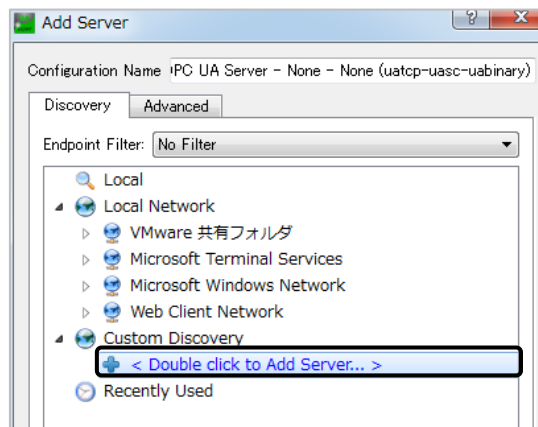 Add Server
Configuration Name PC UA Server - None - None (uatcp-uasc-uabinary)
Discovery Advanced
Endpoint Filter: No Filter
Local
Local Network
VMware 共有フォルダ
Microsoft Terminal Services
Microsoft Windows Network
Web Client Network
Custom Discovery
< Double click to Add Server... >
Recently Used